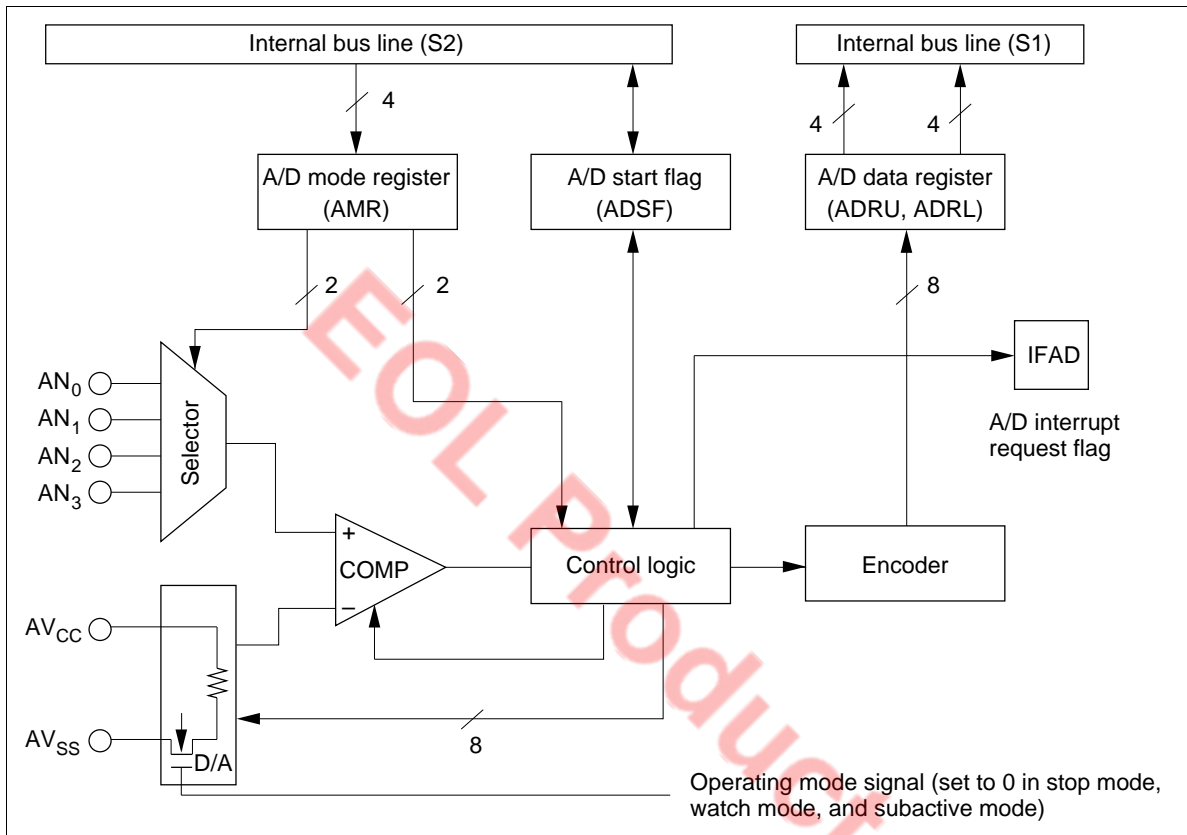 Internal bus line (S2)
Internal bus line (S1)
4
4
4
A/D mode register
(AMR)
A/D start flag
(ADSF)
A/D data register
(ADRU, ADRL)
2
2
8
IFAD
A/D interrupt
request flag
AN0
AN1
AN2
AN3
Selector
+
COMP
−
Control logic
Encoder
AVCC
AVSS
D/A
8
Operating mode signal (set to 0 in stop mode,
watch mode, and subactive mode)
EOL Product